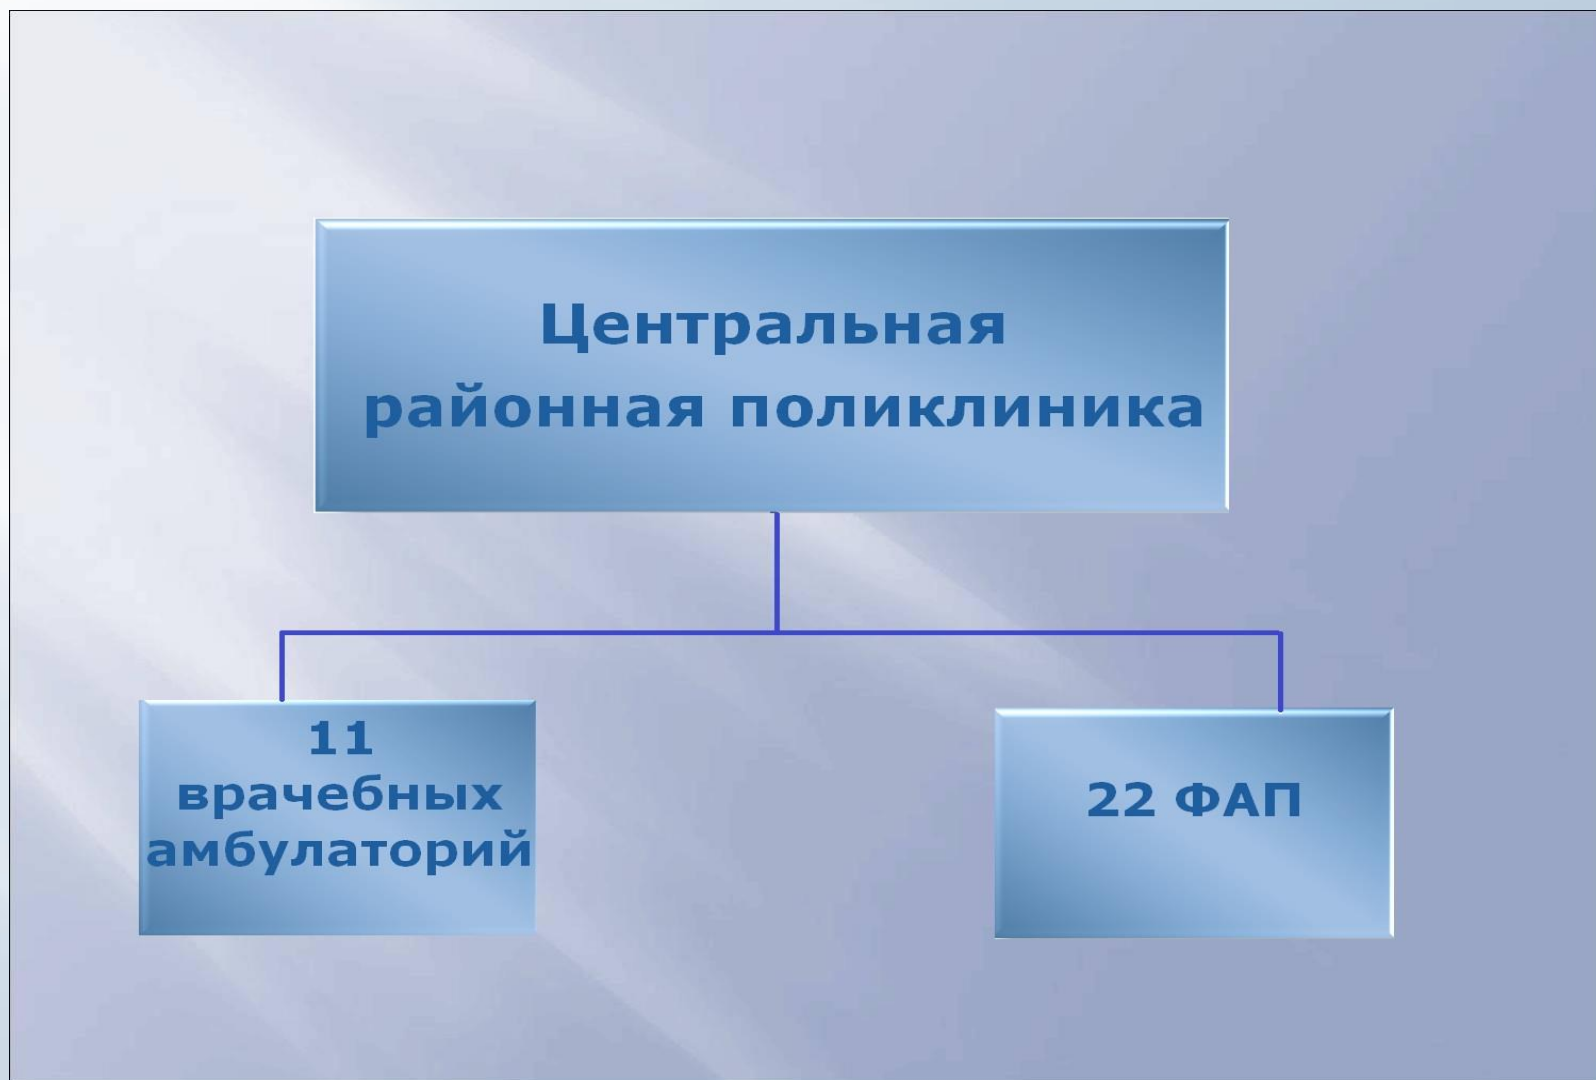 Центральная
районная поликлиника
11
врачебных
амбулаторий
22 ФАП